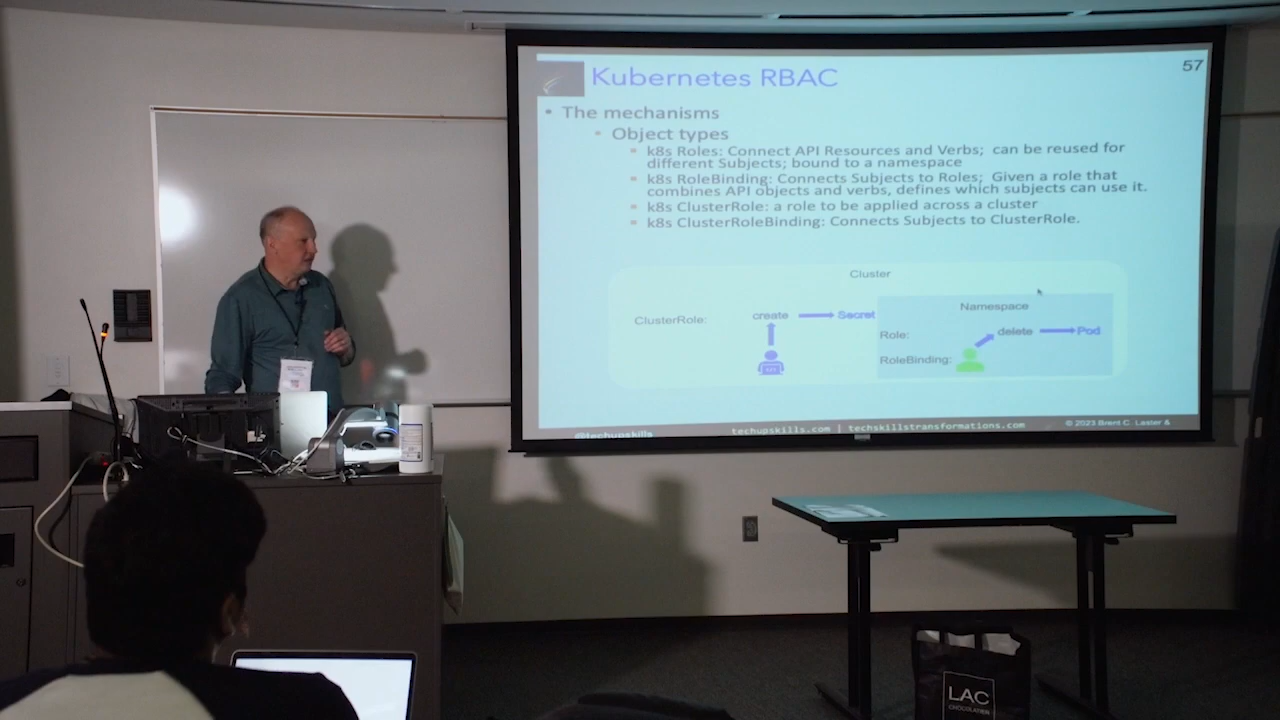 57
Kubernetes RBAC
• The mechanisms
• Object types
▪ k8s Roles: Connect API Resources and Verbs; can be reused for
different Subjects; bound to a namespace
▪ k8s RoleBinding: Connects Subjects to Roles; Given a role that
combines API objects and verbs, defines which subjects can use it.
▪ k8s ClusterRole: a role to be applied across a cluster
▪ k8s ClusterRoleBinding: Connects Subjects to ClusterRole.
Cluster
ClusterRole:
create
Secret
Namespace
Role:
delete
Pod
RoleBinding:
@techupskills
techupskills.com | techskillstransformations.com
© 2023 Brent C. Laster &
LAC
CHOCOLATIER